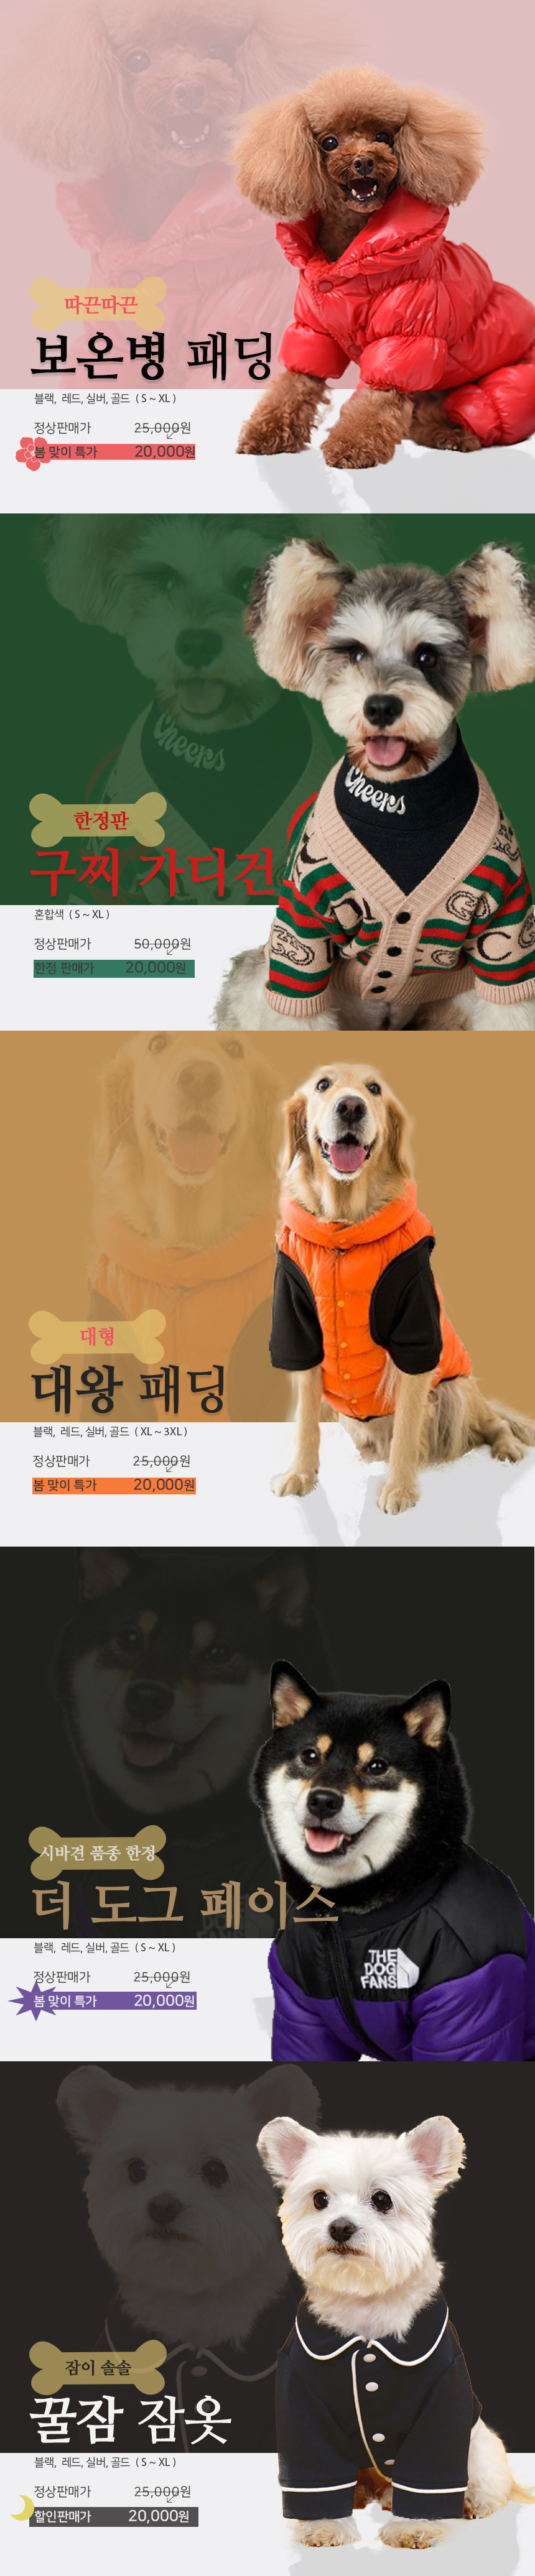 따끈따끈
보온병 패딩
블랙, 레드, 실버, 골드 ( S ~ XL )
정상판매가 25,000원
봄 맞이 특가 20,000원
Cheers
Cheers
한정판
구찌 가디건
혼합색 ( S ~ XL )
정상판매가 50,000원
한정 판매가 20,000원
대형
대왕 패딩
블랙, 레드, 실버, 골드 ( XL ~ 3XL )
정상판매가 25,000원
봄 맞이 특가 20,000원
시바견 품종 한정
더 도그 페이스
블랙, 레드, 실버, 골드 ( S ~ XL )
THE
DOG
FANS
정상판매가 25,000원
봄 맞이 특가 20,000원
잠이 솔솔
꿀잠 잠옷
블랙, 레드, 실버, 골드 ( S ~ XL )
정상판매가 25,000원
할인판매가 20,000원